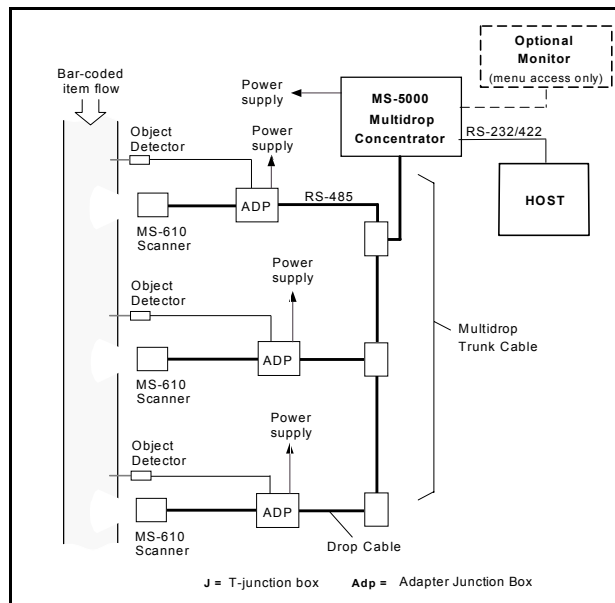 Optional
Monitor
(menu access only)
Bar-coded
item flow
Power
supply
MS-5000
Multidrop
Concentrator
RS-232/422
HOST
Object
Detector
Power
supply
ADP
RS-485
MS-610
Scanner
Object
Detector
Power
supply
ADP
MS-610
Scanner
Multidrop
Trunk Cable
Object
Detector
Power
supply
ADP
MS-610
Scanner
Drop Cable
J = T-junction box
Adp = Adapter Junction Box